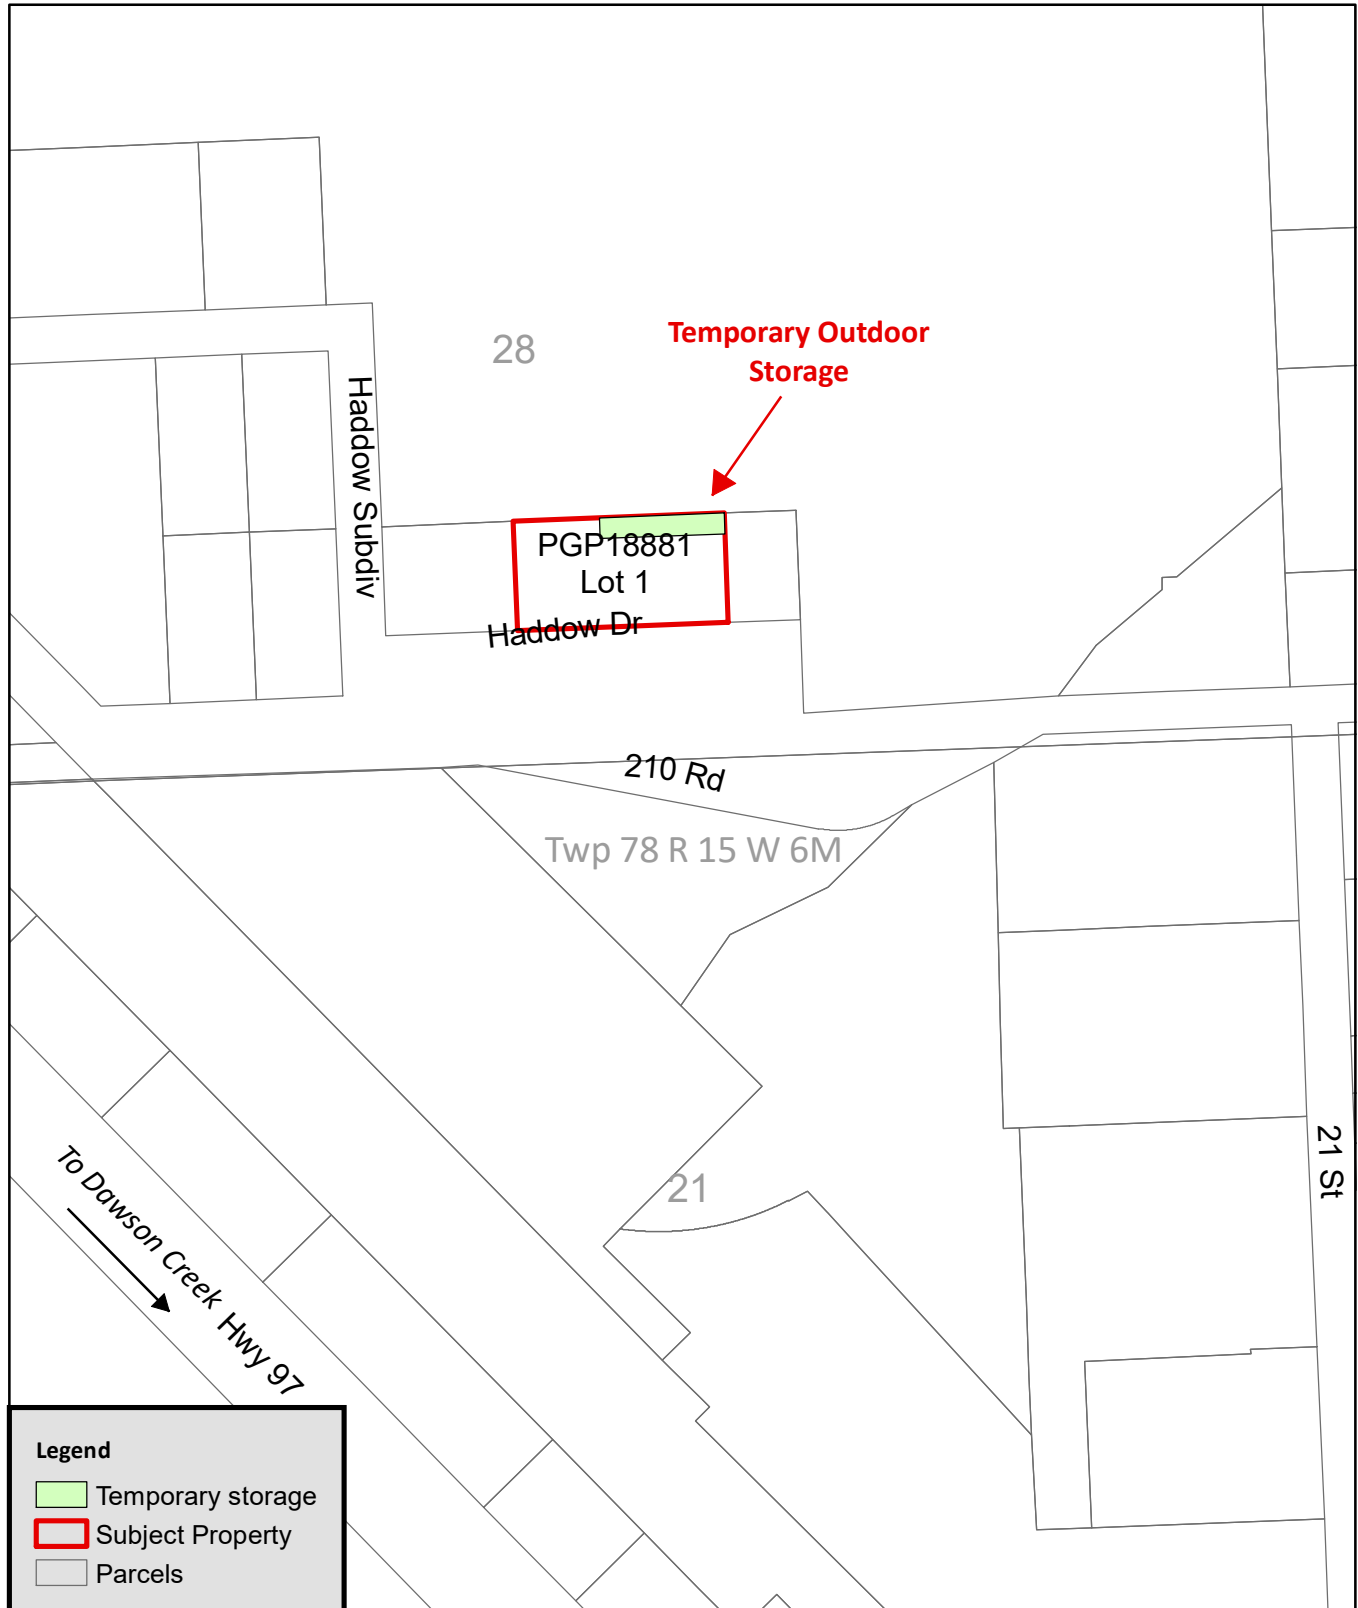 28
Temporary Outdoor
Storage
Haddow Subdiv
PGP18881
Lot 1
Haddow Dr
210 Rd
Twp 78 R 15 W 6M
21
21 St
To Dawson Creek
Hwy 97
Legend
Temporary storage
Subject Property
Parcels